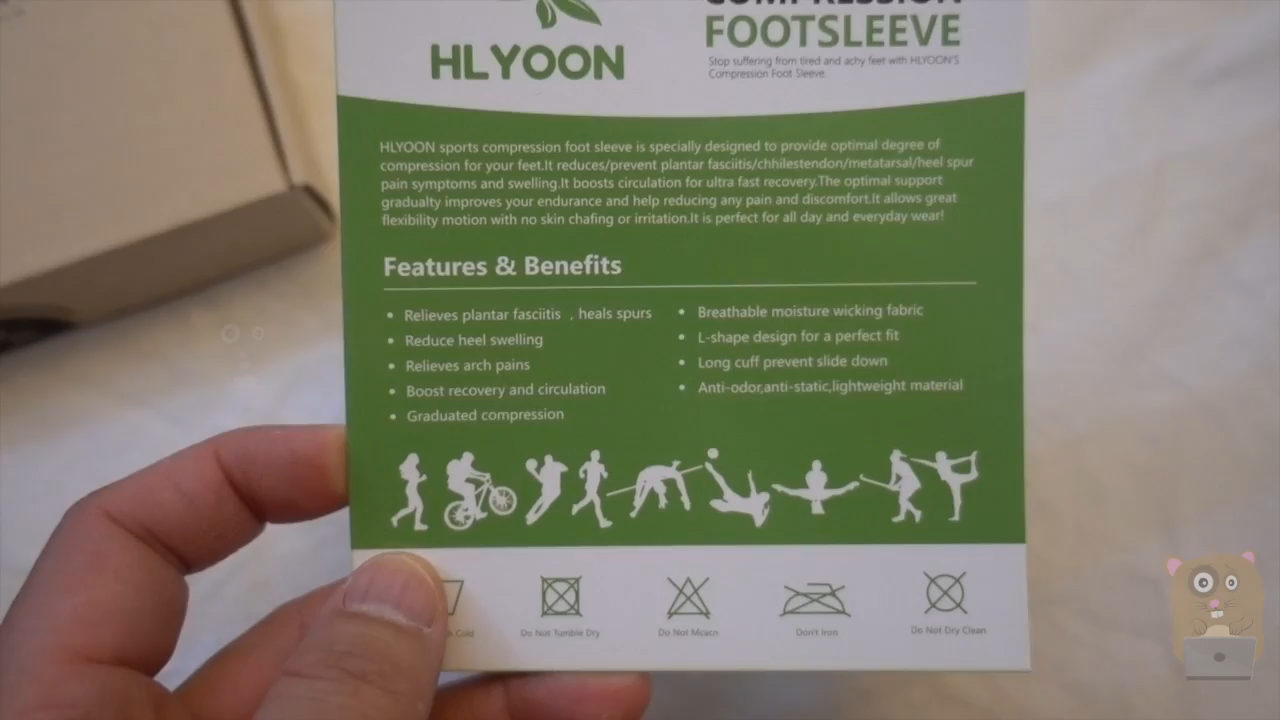 COMPRESSION
FOOTSLEEVE
HLYOON
Stop suffering from tired and achy feet with HLYOON'S
Compression Foot Sleeve.
HLYOON sports compression foot sleeve is specially designed to provide optimal degree of
compression for your feet.It reduces/prevent plantar fasciitis/chhilestendon/metatarsal/heel spur
pain symptoms and swelling.It boosts circulation for ultra fast recovery.The optimal support
gradualty improves your endurance and help reducing any pain and discomfort.It allows great
flexibility motion with no skin chafing or irritation.It is perfect for all day and everyday wear!
Features & Benefits
• Relieves plantar fasciitis , heals spurs
• Reduce heel swelling
• Relieves arch pains
• Boost recovery and circulation
• Graduated compression
• Breathable moisture wicking fabric
• L-shape design for a perfect fit
• Long cuff prevent slide down
• Anti-odor,anti-static,lightweight material
Cold
Do Not Tumble Dry
Do Not
Don't Iron
Do Not Dry Clean